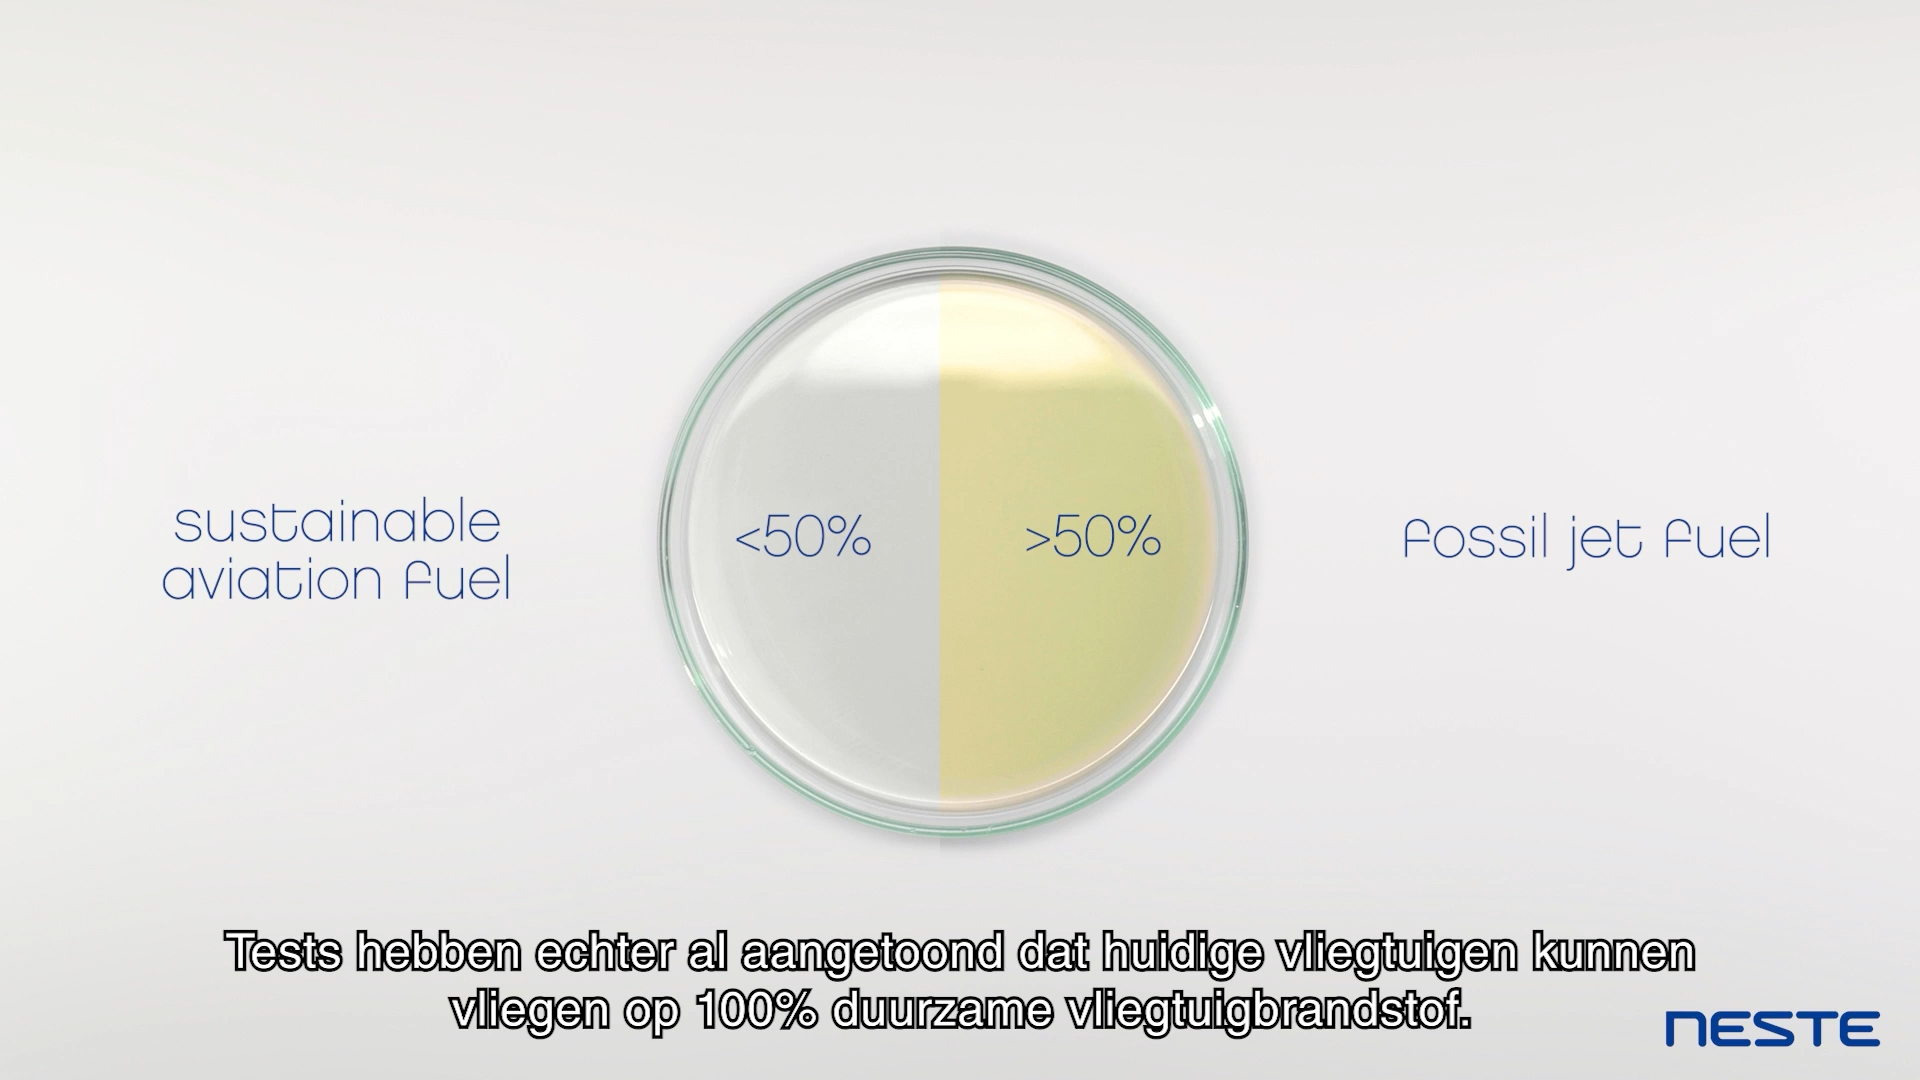 sustainable
aviation fuel
<50%
>50%
fossil jet fuel
Tests hebben echter al aangetoond dat huidige vliegtuigen kunnen
vliegen op 100% duurzame vliegtuigbrandstof.
NESTE